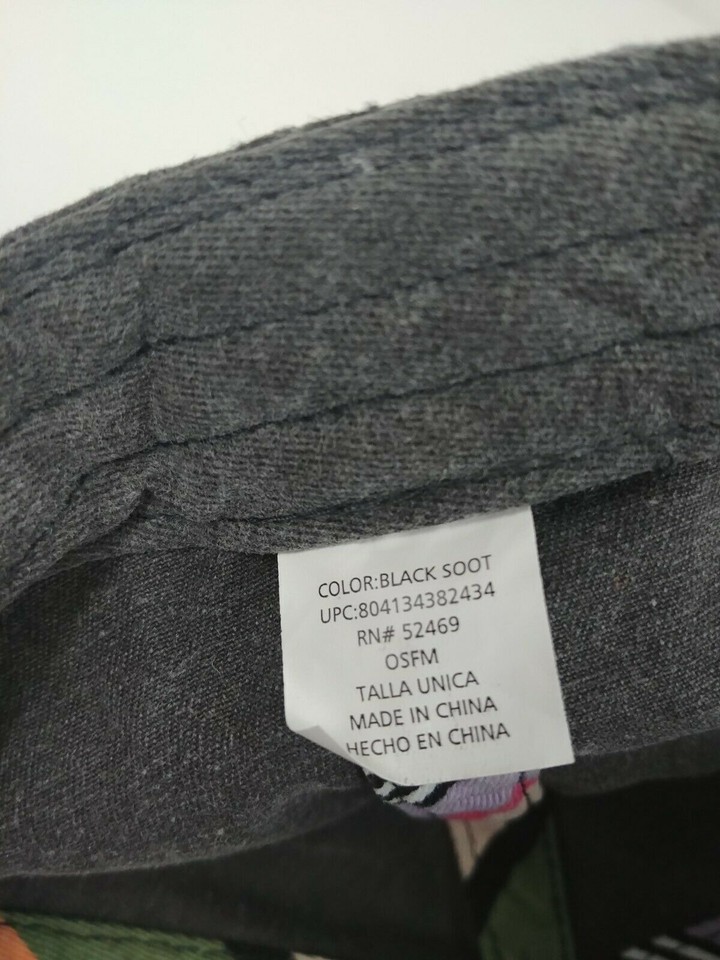 COLOR:BLACK SOOT
UPC:804134382434
RN# 52469
OSFM
TALLA UNICA
MADE IN CHINA
HECHO EN CHINA